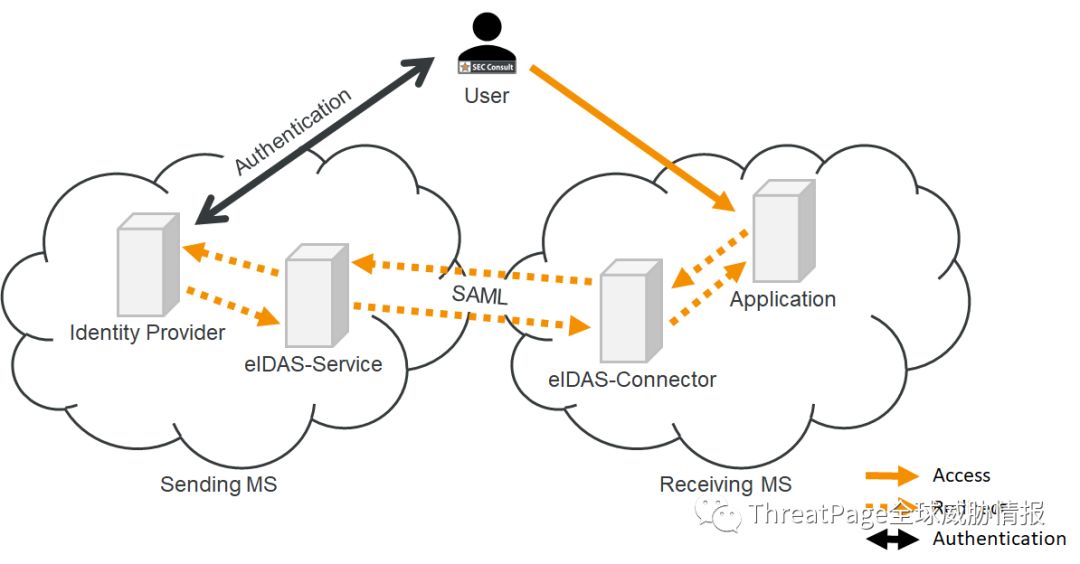 SEC Consult
User
Authentication
Identity Provider
eIDAS-Service
SAML
eIDAS-Connector
Application
Sending MS
Receiving MS
Access
ThreatPage全球威胁情报
Authentication